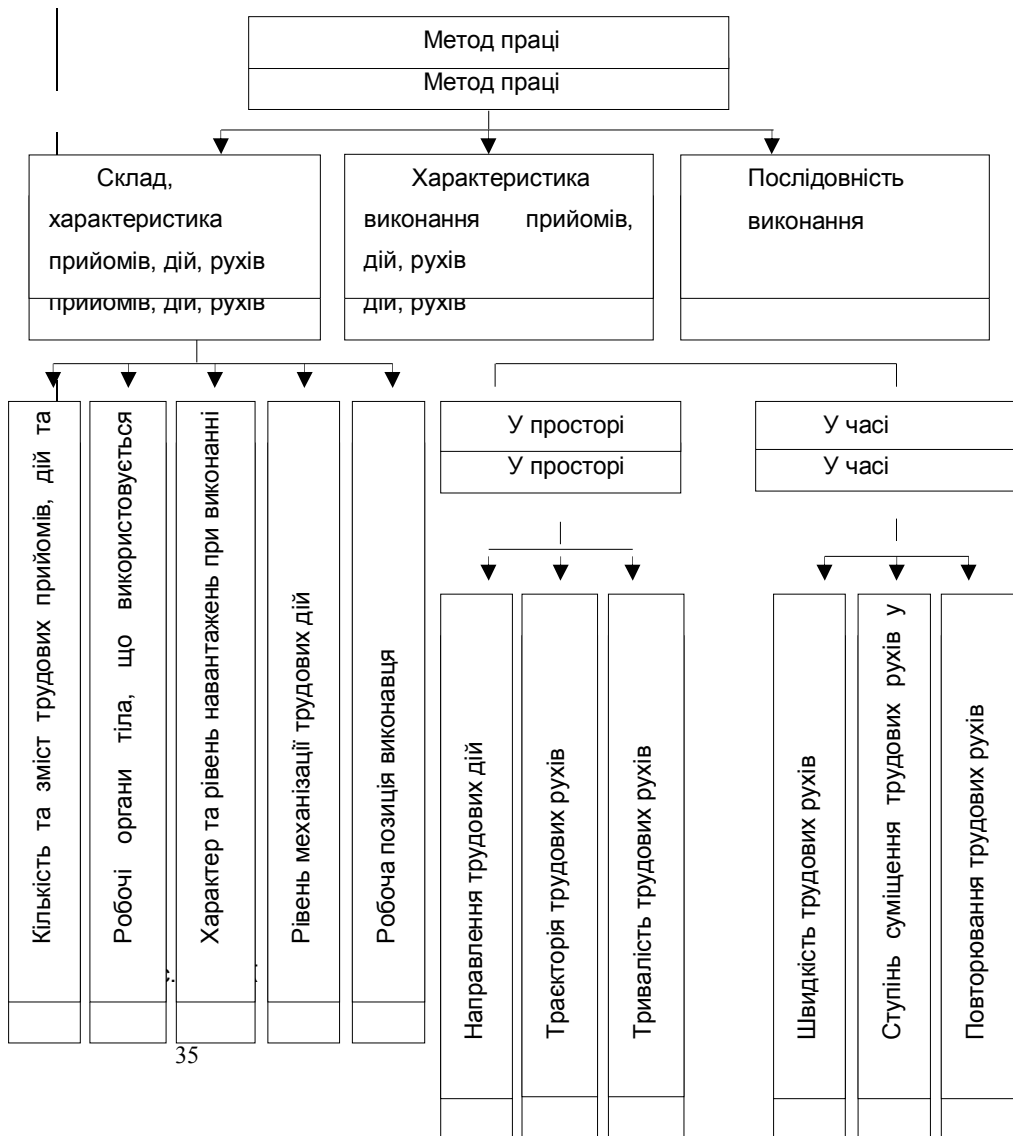 Метод праці
Метод праці
Склад,
характеристика
прийомів, дій, рухів
прийомів, дій, рухів
Характеристика
виконання прийомів,
дій, рухів
дій, рухів
Послідовність
виконання
У просторі
У просторі
У часі
У часі
Кількість та зміст трудових прийомів, дій та
Робочі органи тіла, що використовується
Характер та рівень навантажень при виконанні
Рівень механізації трудових дій
Робоча позиція виконавця
Направлення трудових дій
Траєкторія трудових рухів
Тривалість трудових рухів
Швидкість трудових рухів
Ступінь суміщення трудових рухів у
Повторювання трудових рухів
35